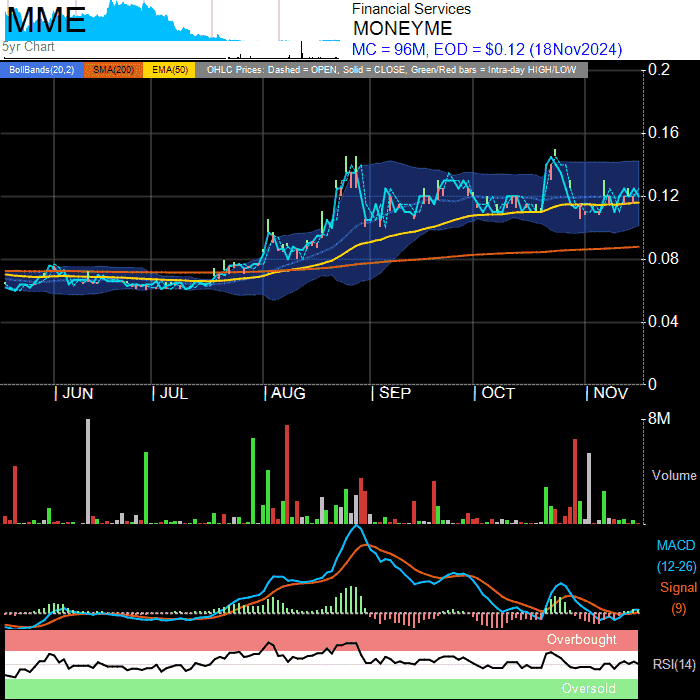 MME
5yr Chart
Financial Services
MONEYME
MC = 96M, EOD = $0.12 (18Nov2024)
BollBands(20,2) SMA(200) EMA(50) OHLC Prices: Dashed = OPEN, Solid = CLOSE, Green/Red bars = Intra-day HIGH/LOW
0.2
0.16
0.12
0.08
0.04
0
JUN JUL AUG SEP OCT NOV
8M
Volume
MACD
(12-26)
Signal
(9)
Overbought
RSI(14)
Oversold